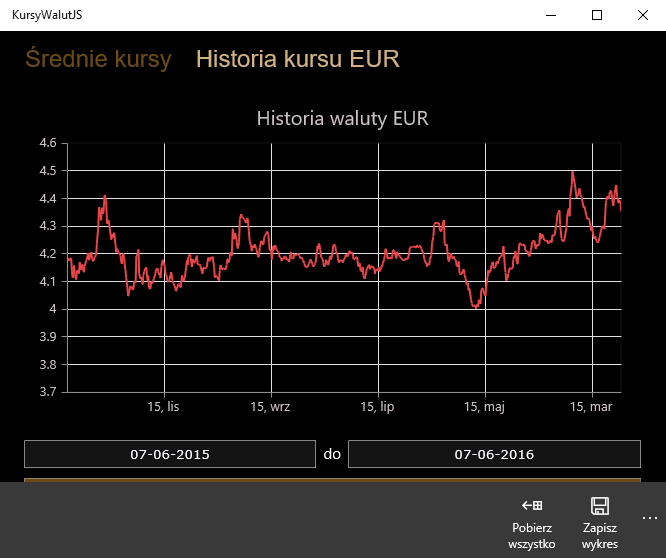 KursyWalutJS
Średnie kursy Historia kursu EUR
Historia waluty EUR
4.6
4.5
4.4
4.3
4.2
4.1
4
3.9
3.8
3.7
15, lis 15, wrz 15, lip 15, maj 15, mar
07-06-2015 do 07-06-2016
Pobierz wszystko
Zapisz wykres